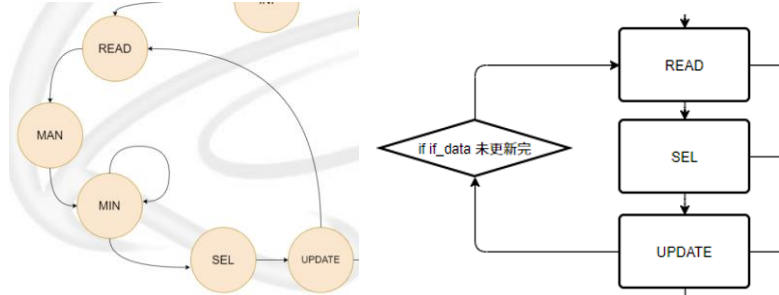 READ
MAN
MIN
SEL
UPDATE
READ
if if_data 未更新完
SEL
UPDATE